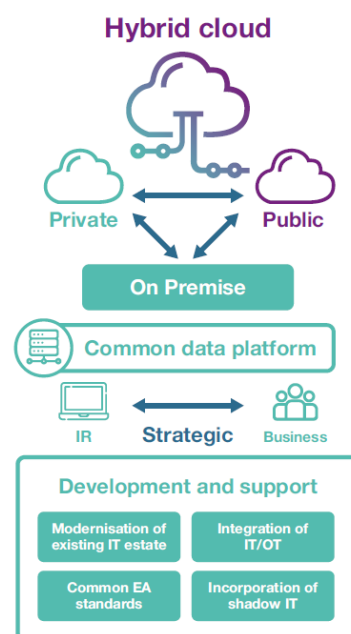 Hybrid cloud
Private
Public
On Premise
Common data platform
IR
Strategic
Business
Development and support
Modernisation of
existing IT estate
Integration of
IT/OT
Common EA
standards
Incorporation of
shadow IT